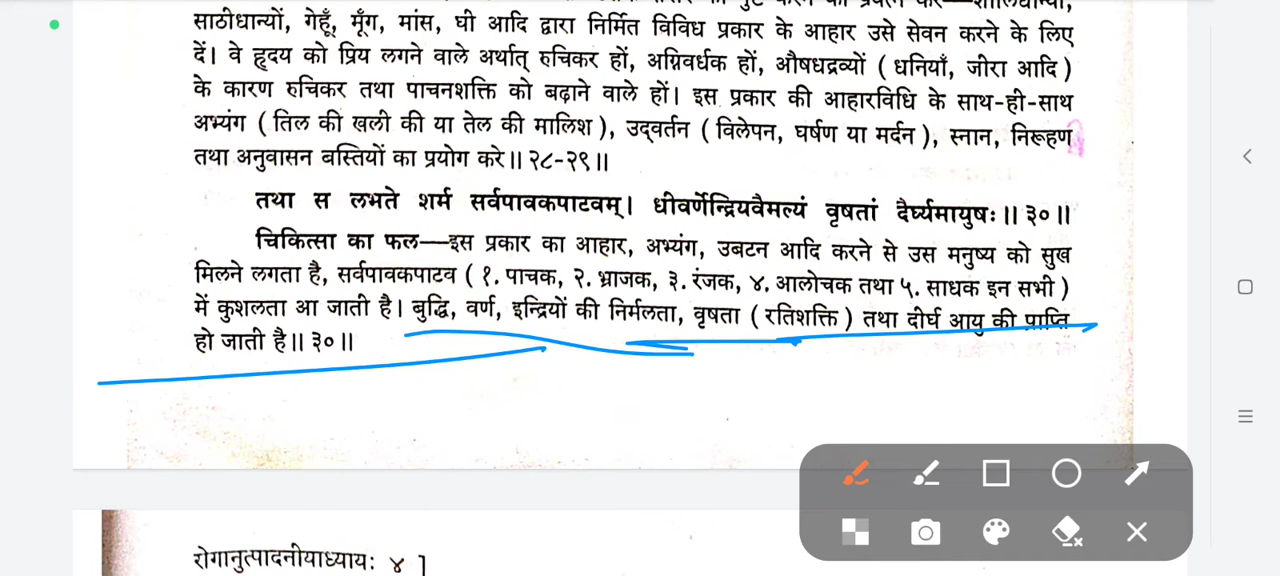 साठीधान्यों, गेहूँ, मूँग, मांस, घी आदि द्वारा निर्मित विविध प्रकार के आहार उसे सेवन करने के लिए
दें। वे हृदय को प्रिय लगने वाले अर्थात् रुचिकर हों, अग्निवर्धक हों, औषधद्रव्यों ( धनियाँ, जीरा आदि )
के कारण रुचिकर तथा पाचनशक्ति को बढ़ाने वाले हों। इस प्रकार की आहारविधि के साथ-ही-साथ
अभ्यंग ( तिल की खली की या तेल की मालिश ), उद्वर्तन ( विलेपन, घर्षण या मर्दन ), स्नान, निरूहण
तथा अनुवासन बस्तियों का प्रयोग करे॥ २८-२९॥
तथा स लभते शर्म सर्वपावकपाटवम्। धीवर्णेन्द्रियवैमल्यं वृषतां दैर्घ्यमायुषः॥ ३०॥
चिकित्सा का फल—इस प्रकार का आहार, अभ्यंग, उबटन आदि करने से उस मनुष्य को सुख
मिलने लगता है, सर्वपावकपाटव ( १. पाचक, २. भ्राजक, ३. रंजक, ४. आलोचक तथा ५. साधक इन सभी )
में कुशलता आ जाती है। बुद्धि, वर्ण, इन्द्रियों की निर्मलता, वृषता ( रतिशक्ति ) तथा दीर्घ आयु की प्राप्ति
हो जाती है॥ ३०॥
रोगानुत्पादनीयाध्यायः ४ ]